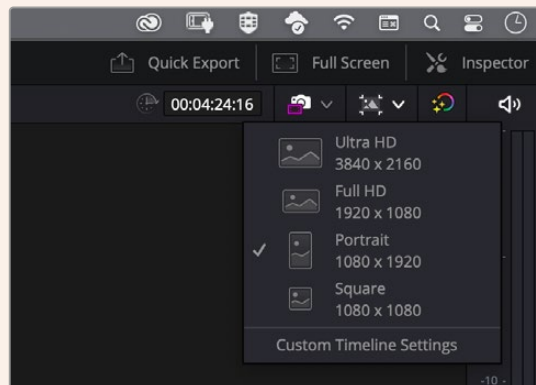 Quick Export
Full Screen
Inspector
00:04:24:16
Ultra HD
3840 x 2160
Full HD
1920 x 1080
Portrait
1080 x 1920
Square
1080 x 1080
Custom Timeline Settings
-10